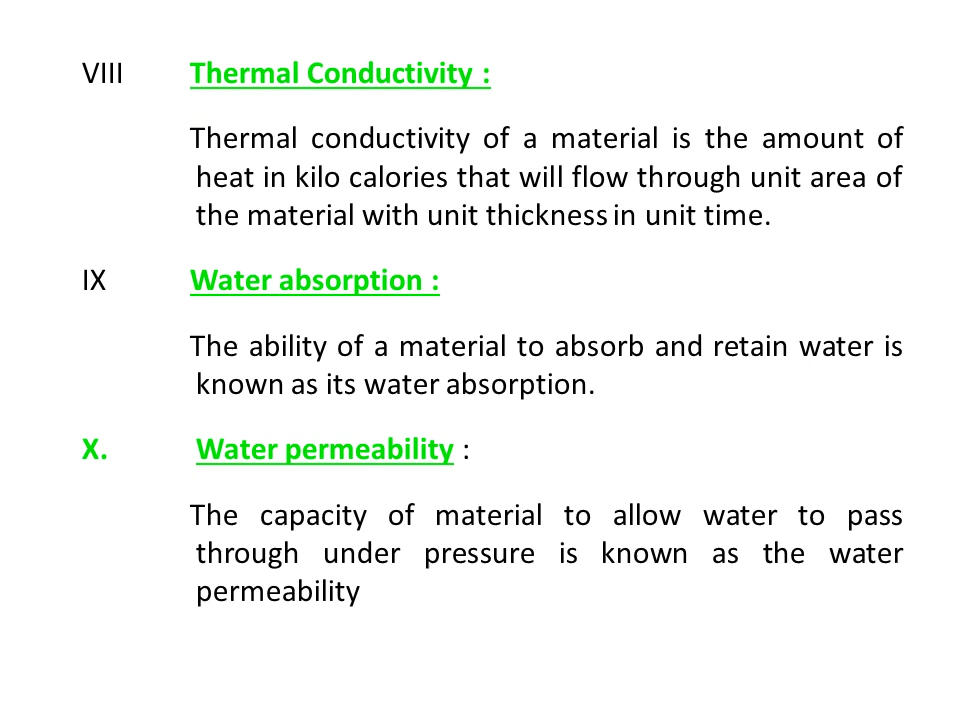 VIII Thermal Conductivity :
Thermal conductivity of a material is the amount of
heat in kilo calories that will flow through unit area of
the material with unit thickness in unit time.
IX Water absorption :
The ability of a material to absorb and retain water is
known as its water absorption.
X. Water permeability :
The capacity of material to allow water to pass
through under pressure is known as the water
permeability